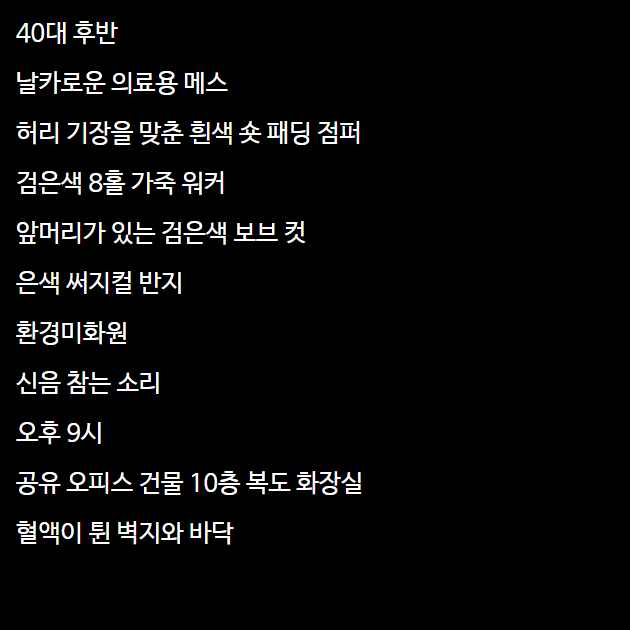 40대 후반
날카로운 의료용 메스
허리 기장을 맞춘 흰색 숏 패딩 점퍼
검은색 8홀 가죽 워커
앞머리가 있는 검은색 보브 컷
은색 써지컬 반지
환경미화원
신음 참는 소리
오후 9시
공유 오피스 건물 10층 복도 화장실
혈액이 튄 벽지와 바닥